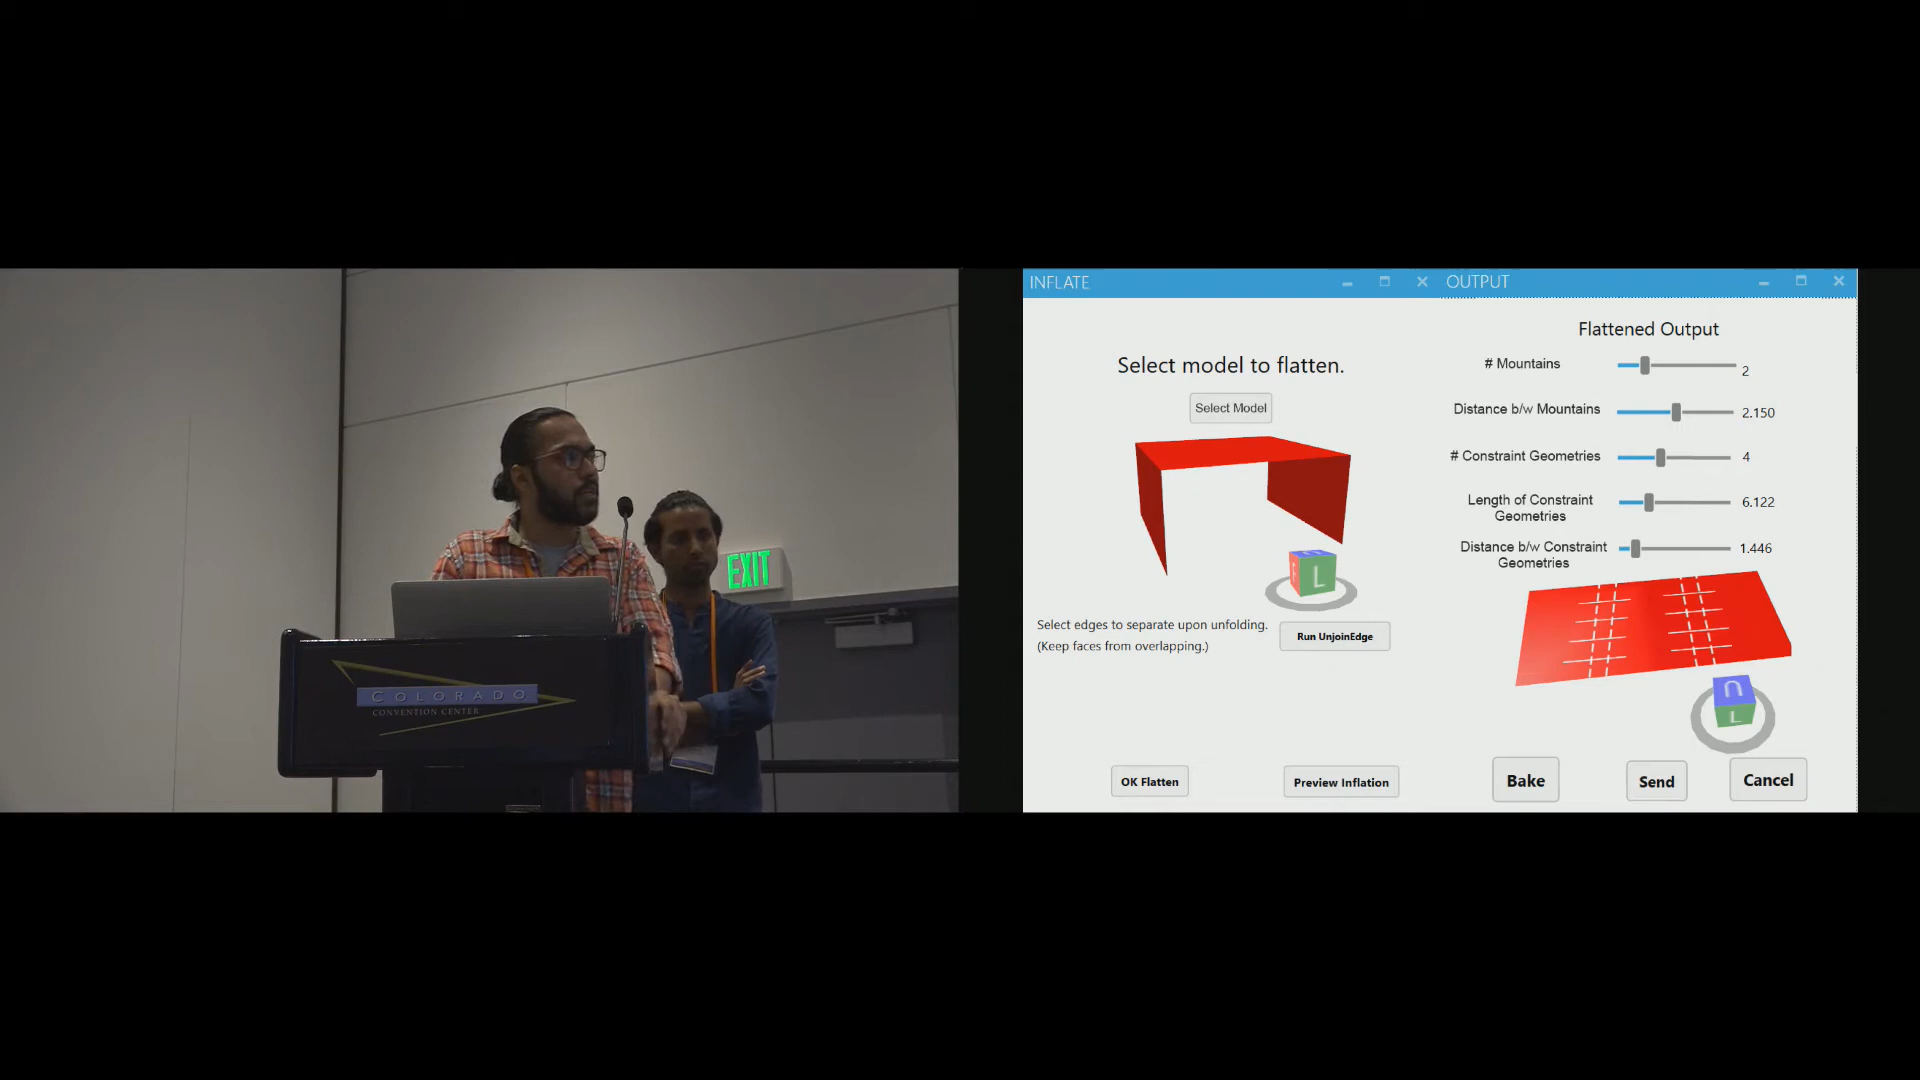 EXIT
COLORADO
CONVENTION CENTER
INFLATE
Select model to flatten.
Select Model
L
Select edges to separate upon unfolding.
(Keep faces from overlapping.)
Run UnjoinEdge
OK Flatten
Preview Inflation
OUTPUT
Flattened Output
# Mountains
2
Distance b/w Mountains
2.150
# Constraint Geometries
4
Length of Constraint
Geometries
6.122
Distance b/w Constraint
Geometries
1.446
U
L
Bake
Send
Cancel